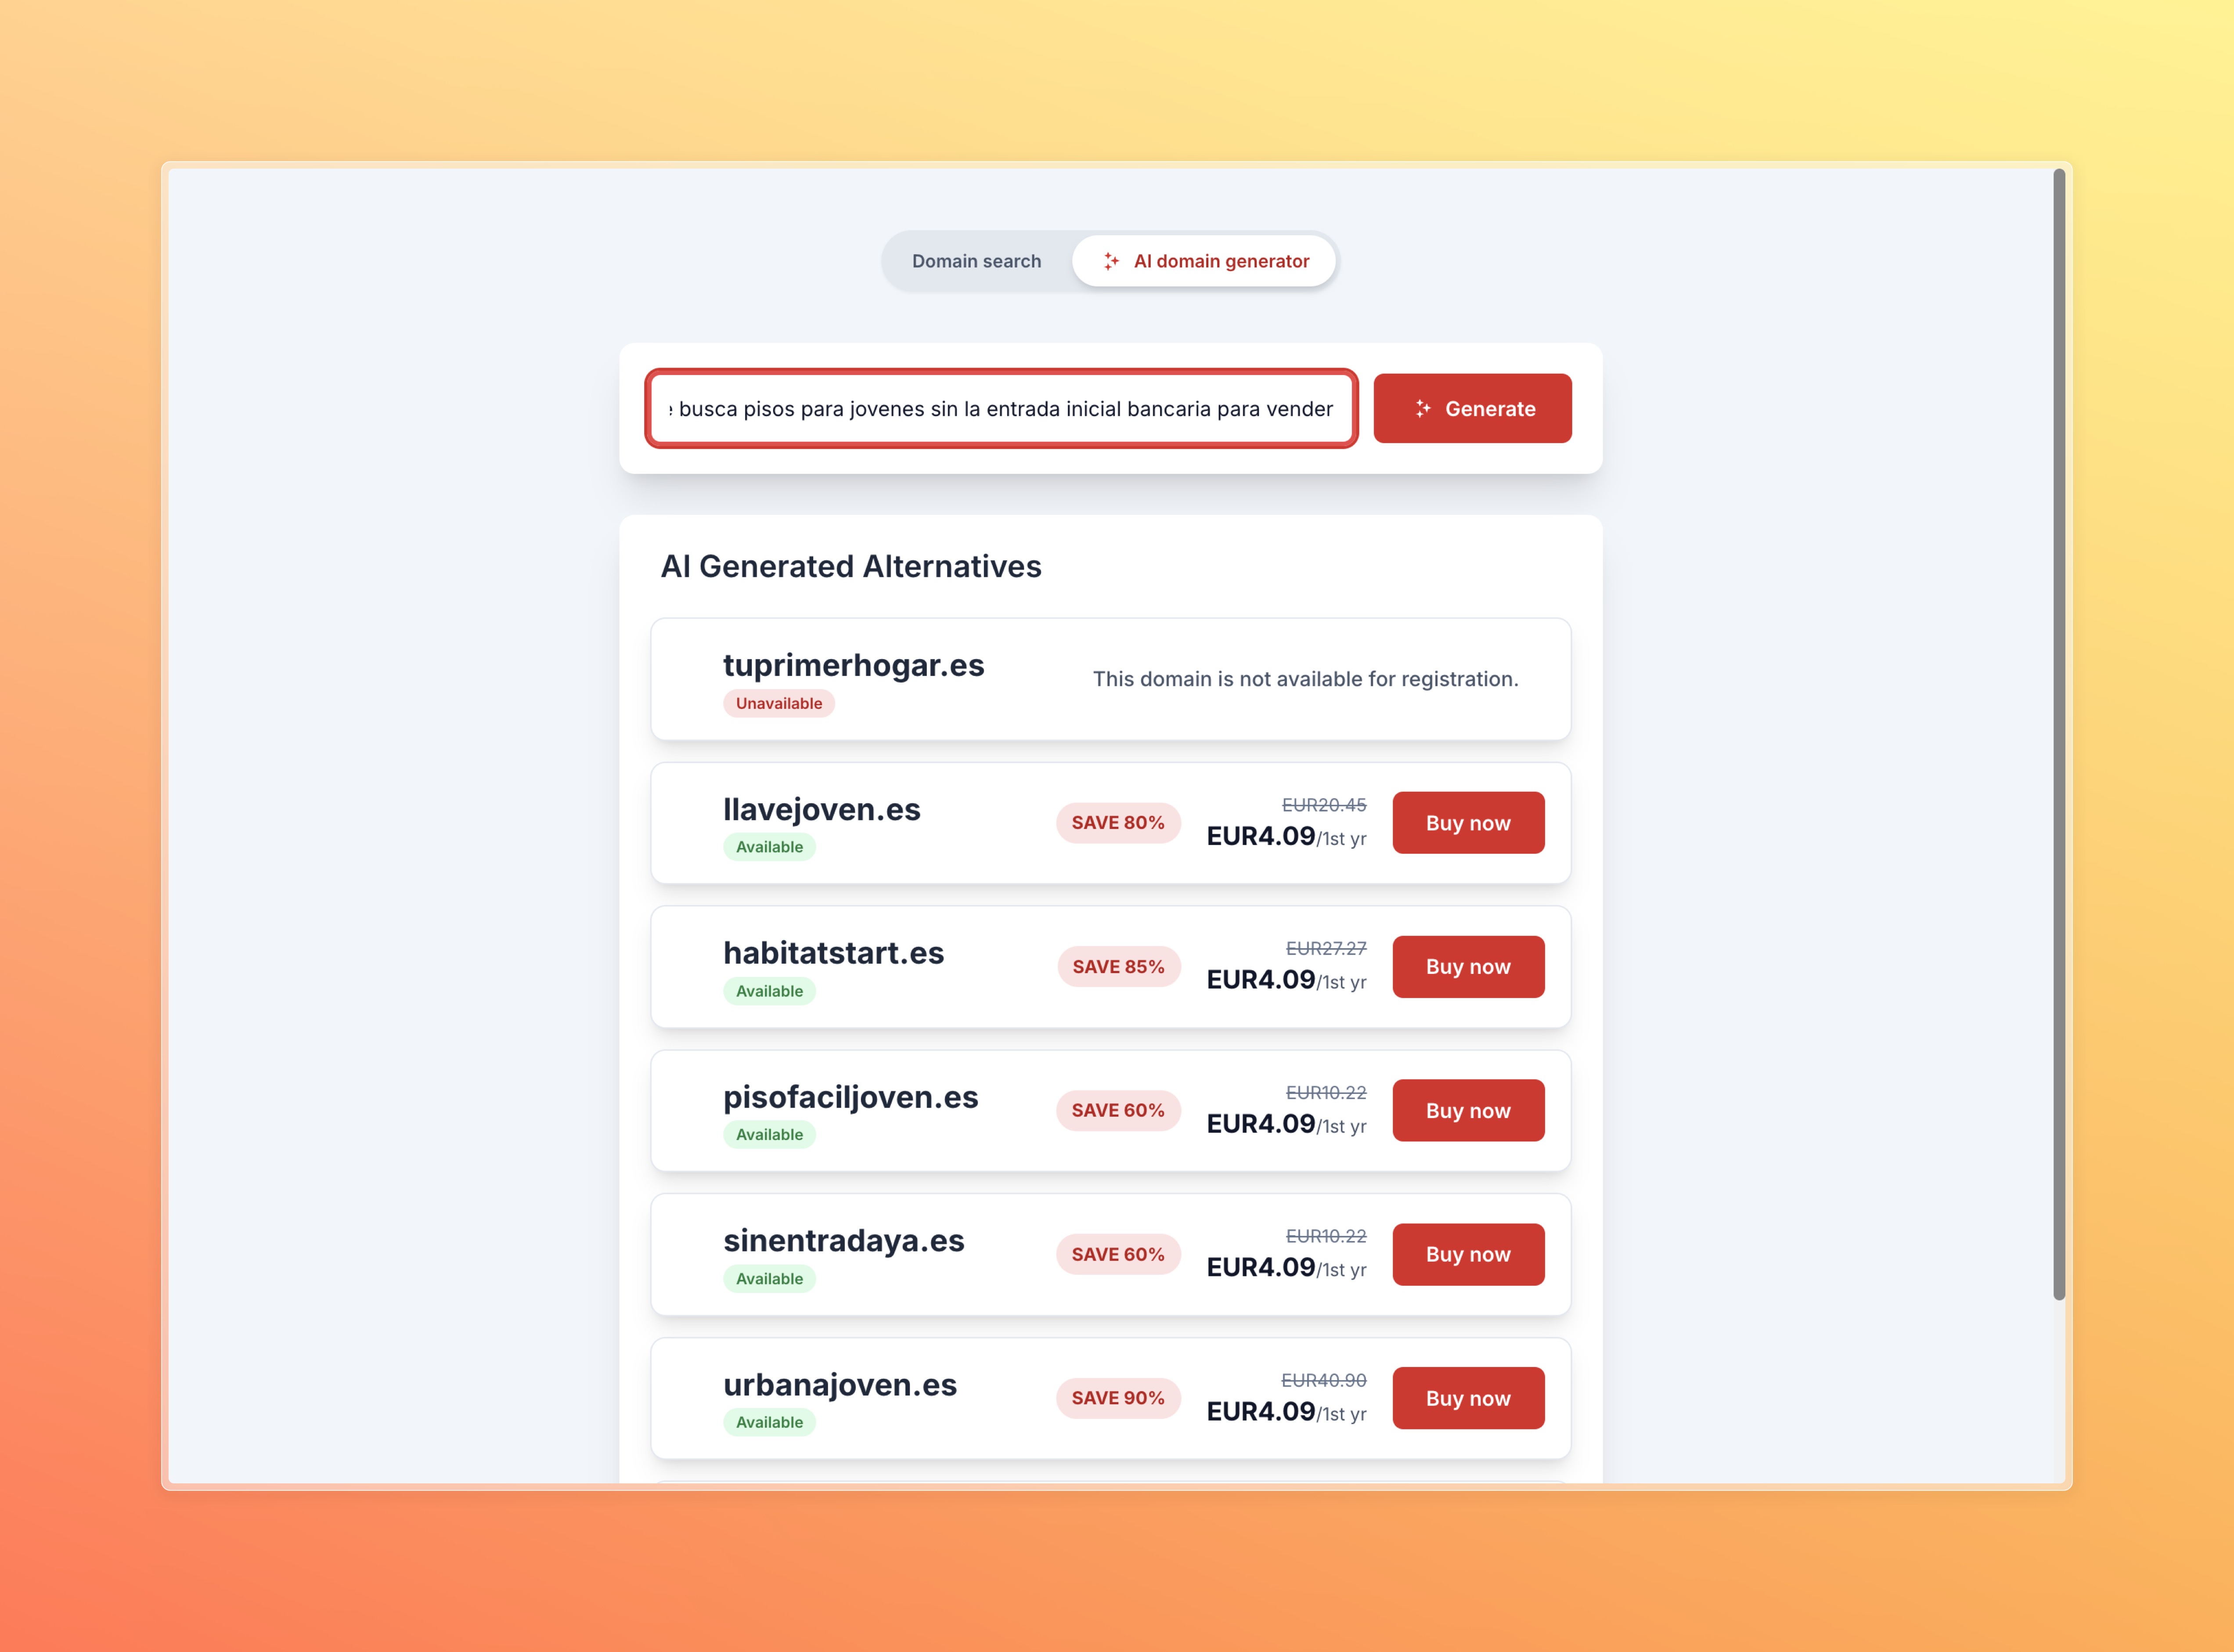 Domain search
AI domain generator
busca pisos para jovenes sin la entrada inicial bancaria para vender
Generate
AI Generated Alternatives
tuprimerhogar.es
Unavailable
This domain is not available for registration.
llavejoven.es
Available
SAVE 80%
EUR20.45
EUR4.09/1st yr
Buy now
habitatstart.es
Available
SAVE 85%
EUR27.27
EUR4.09/1st yr
Buy now
pisofaciljoven.es
Available
SAVE 60%
EUR10.22
EUR4.09/1st yr
Buy now
sinentradaya.es
Available
SAVE 60%
EUR10.22
EUR4.09/1st yr
Buy now
urbanajoven.es
Available
SAVE 90%
EUR40.90
EUR4.09/1st yr
Buy now